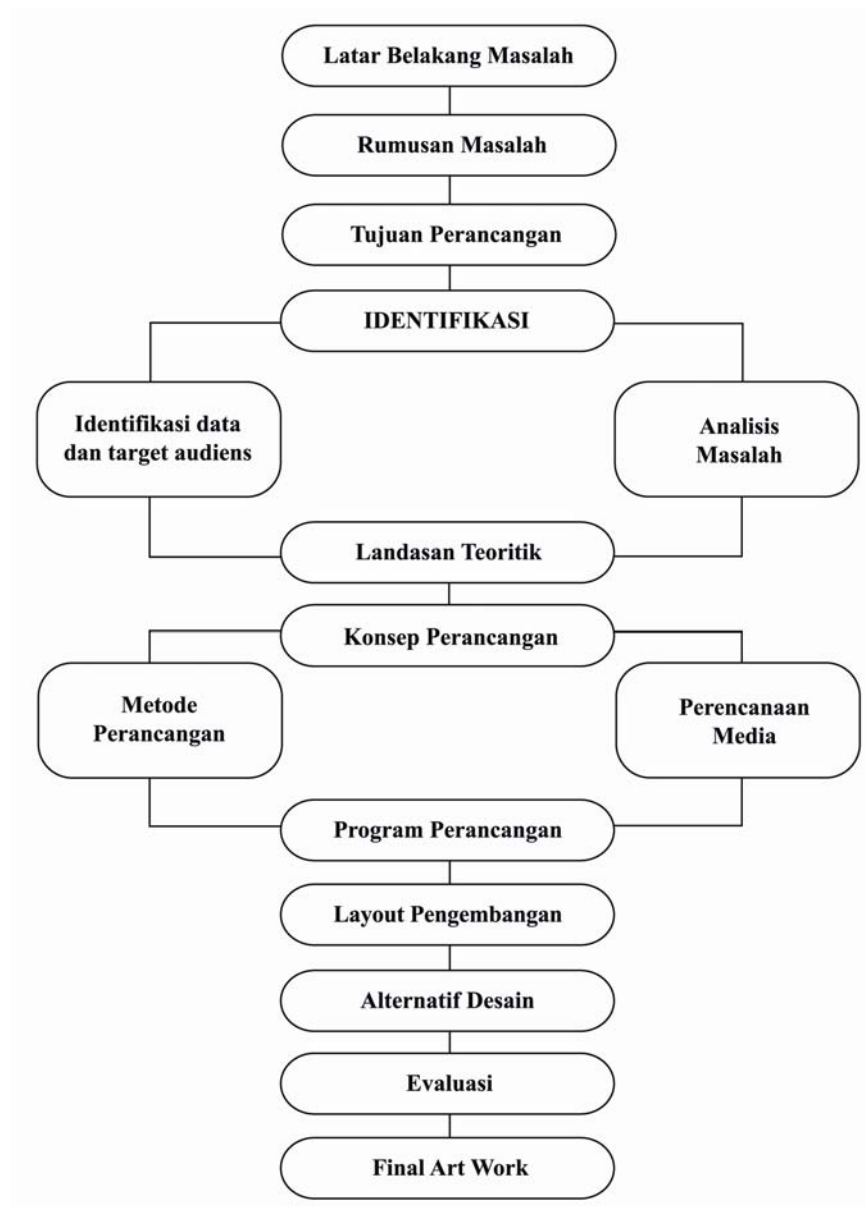 Latar Belakang Masalah
Rumusan Masalah
Tujuan Perancangan
IDENTIFIKASI
Identifikasi data
dan target audiens
Analisis
Masalah
Landasan Teoritik
Konsep Perancangan
Metode
Perancangan
Perencanaan
Media
Program Perancangan
Layout Pengembangan
Alternatif Desain
Evaluasi
Final Art Work